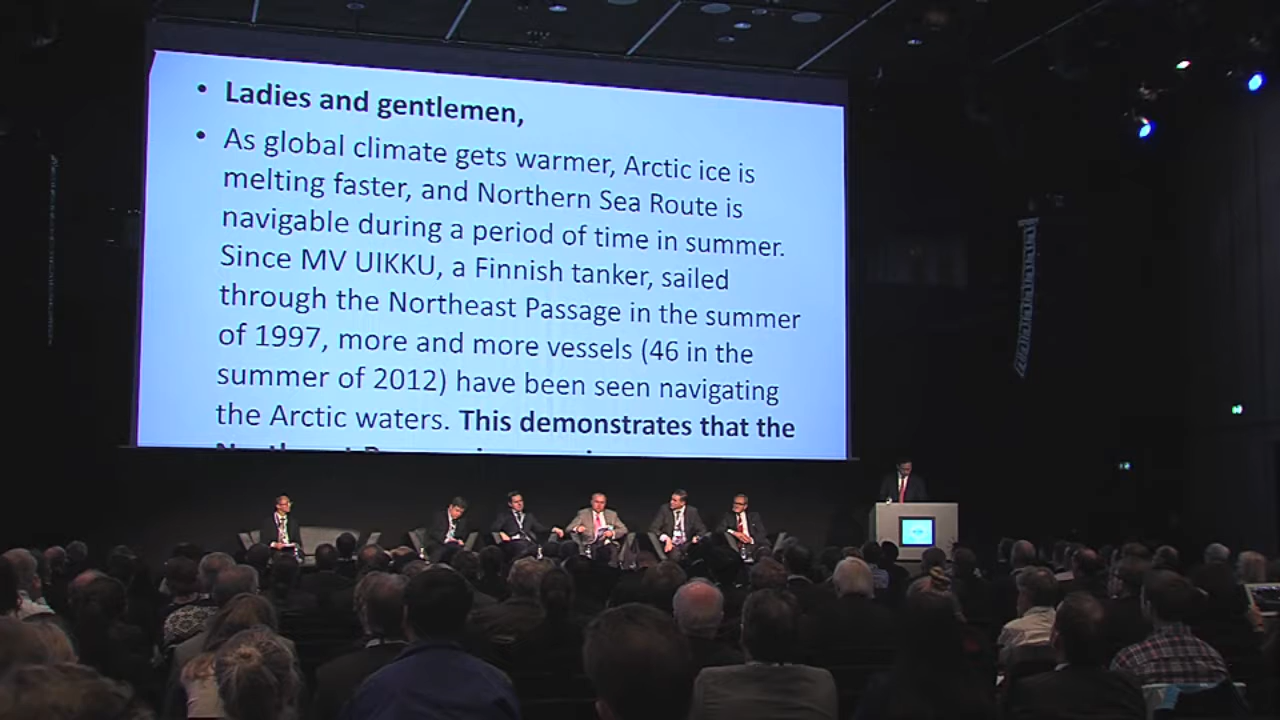 • Ladies and gentlemen,
• As global climate gets warmer, Arctic ice is
melting faster, and Northern Sea Route is
navigable during a period of time in summer.
Since MV UIKKU, a Finnish tanker, sailed
through the Northeast Passage in the summer
of 1997, more and more vessels (46 in the
summer of 2012) have been seen navigating
the Arctic waters. This demonstrates that the